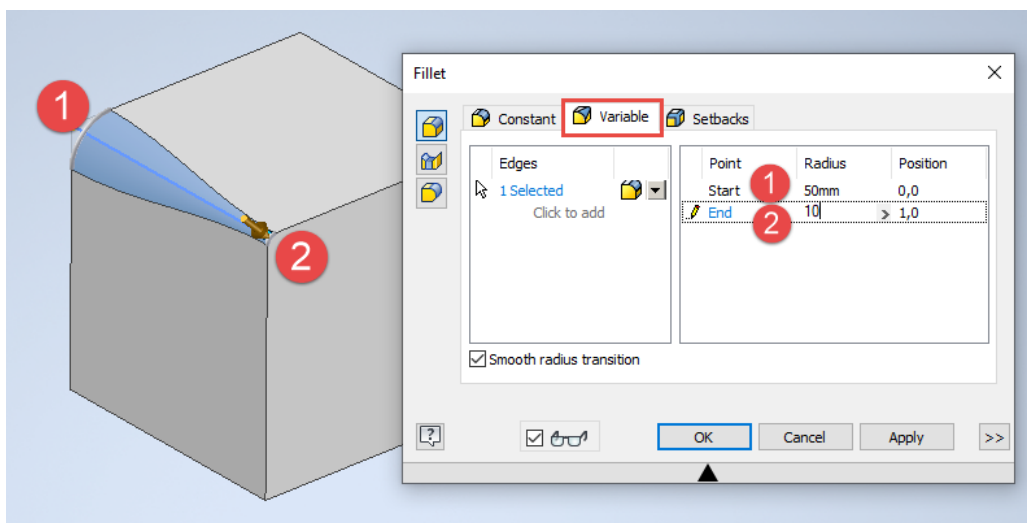 1
2
Fillet
Constant Variable Setbacks
Edges
1 Selected
Click to add
Point Radius Position
Start 1 50mm 0,0
End 2 10 > 1,0
Smooth radius transition
?
OK Cancel Apply >>